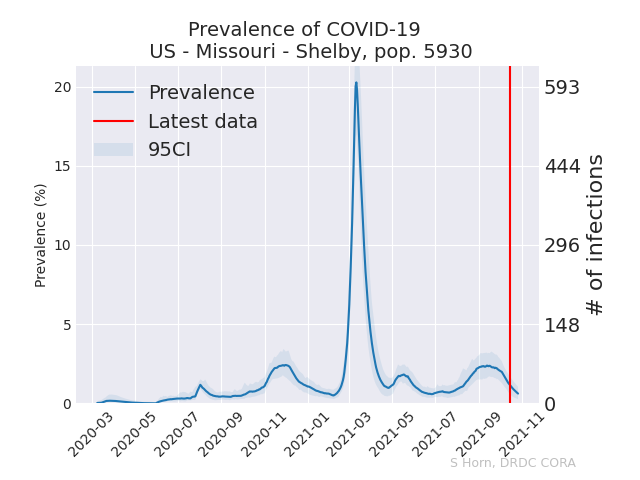 Prevalence of COVID-19
US - Missouri - Shelby, pop. 5930
Prevalence
Latest data
95CI
Prevalence (%)
20
15
10
5
0
593
444
296
148
0
# of infections
2020-03
2020-05
2020-07
2020-09
2020-11
2021-01
2021-03
2021-05
2021-07
2021-09
2021-11
S Horn, DRDC CORA